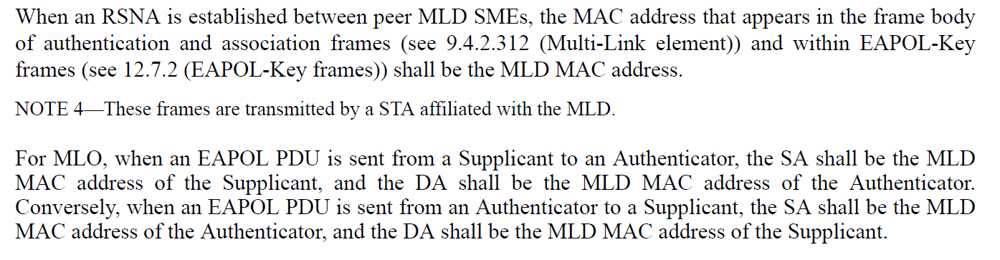 When an RSNA is established between peer MLD SMEs, the MAC address that appears in the frame body
of authentication and association frames (see 9.4.2.312 (Multi-Link element)) and within EAPOL-Key
frames (see 12.7.2 (EAPOL-Key frames)) shall be the MLD MAC address.
NOTE 4—These frames are transmitted by a STA affiliated with the MLD.
For MLO, when an EAPOL PDU is sent from a Supplicant to an Authenticator, the SA shall be the MLD
MAC address of the Supplicant, and the DA shall be the MLD MAC address of the Authenticator.
Conversely, when an EAPOL PDU is sent from an Authenticator to a Supplicant, the SA shall be the MLD
MAC address of the Authenticator, and the DA shall be the MLD MAC address of the Supplicant.